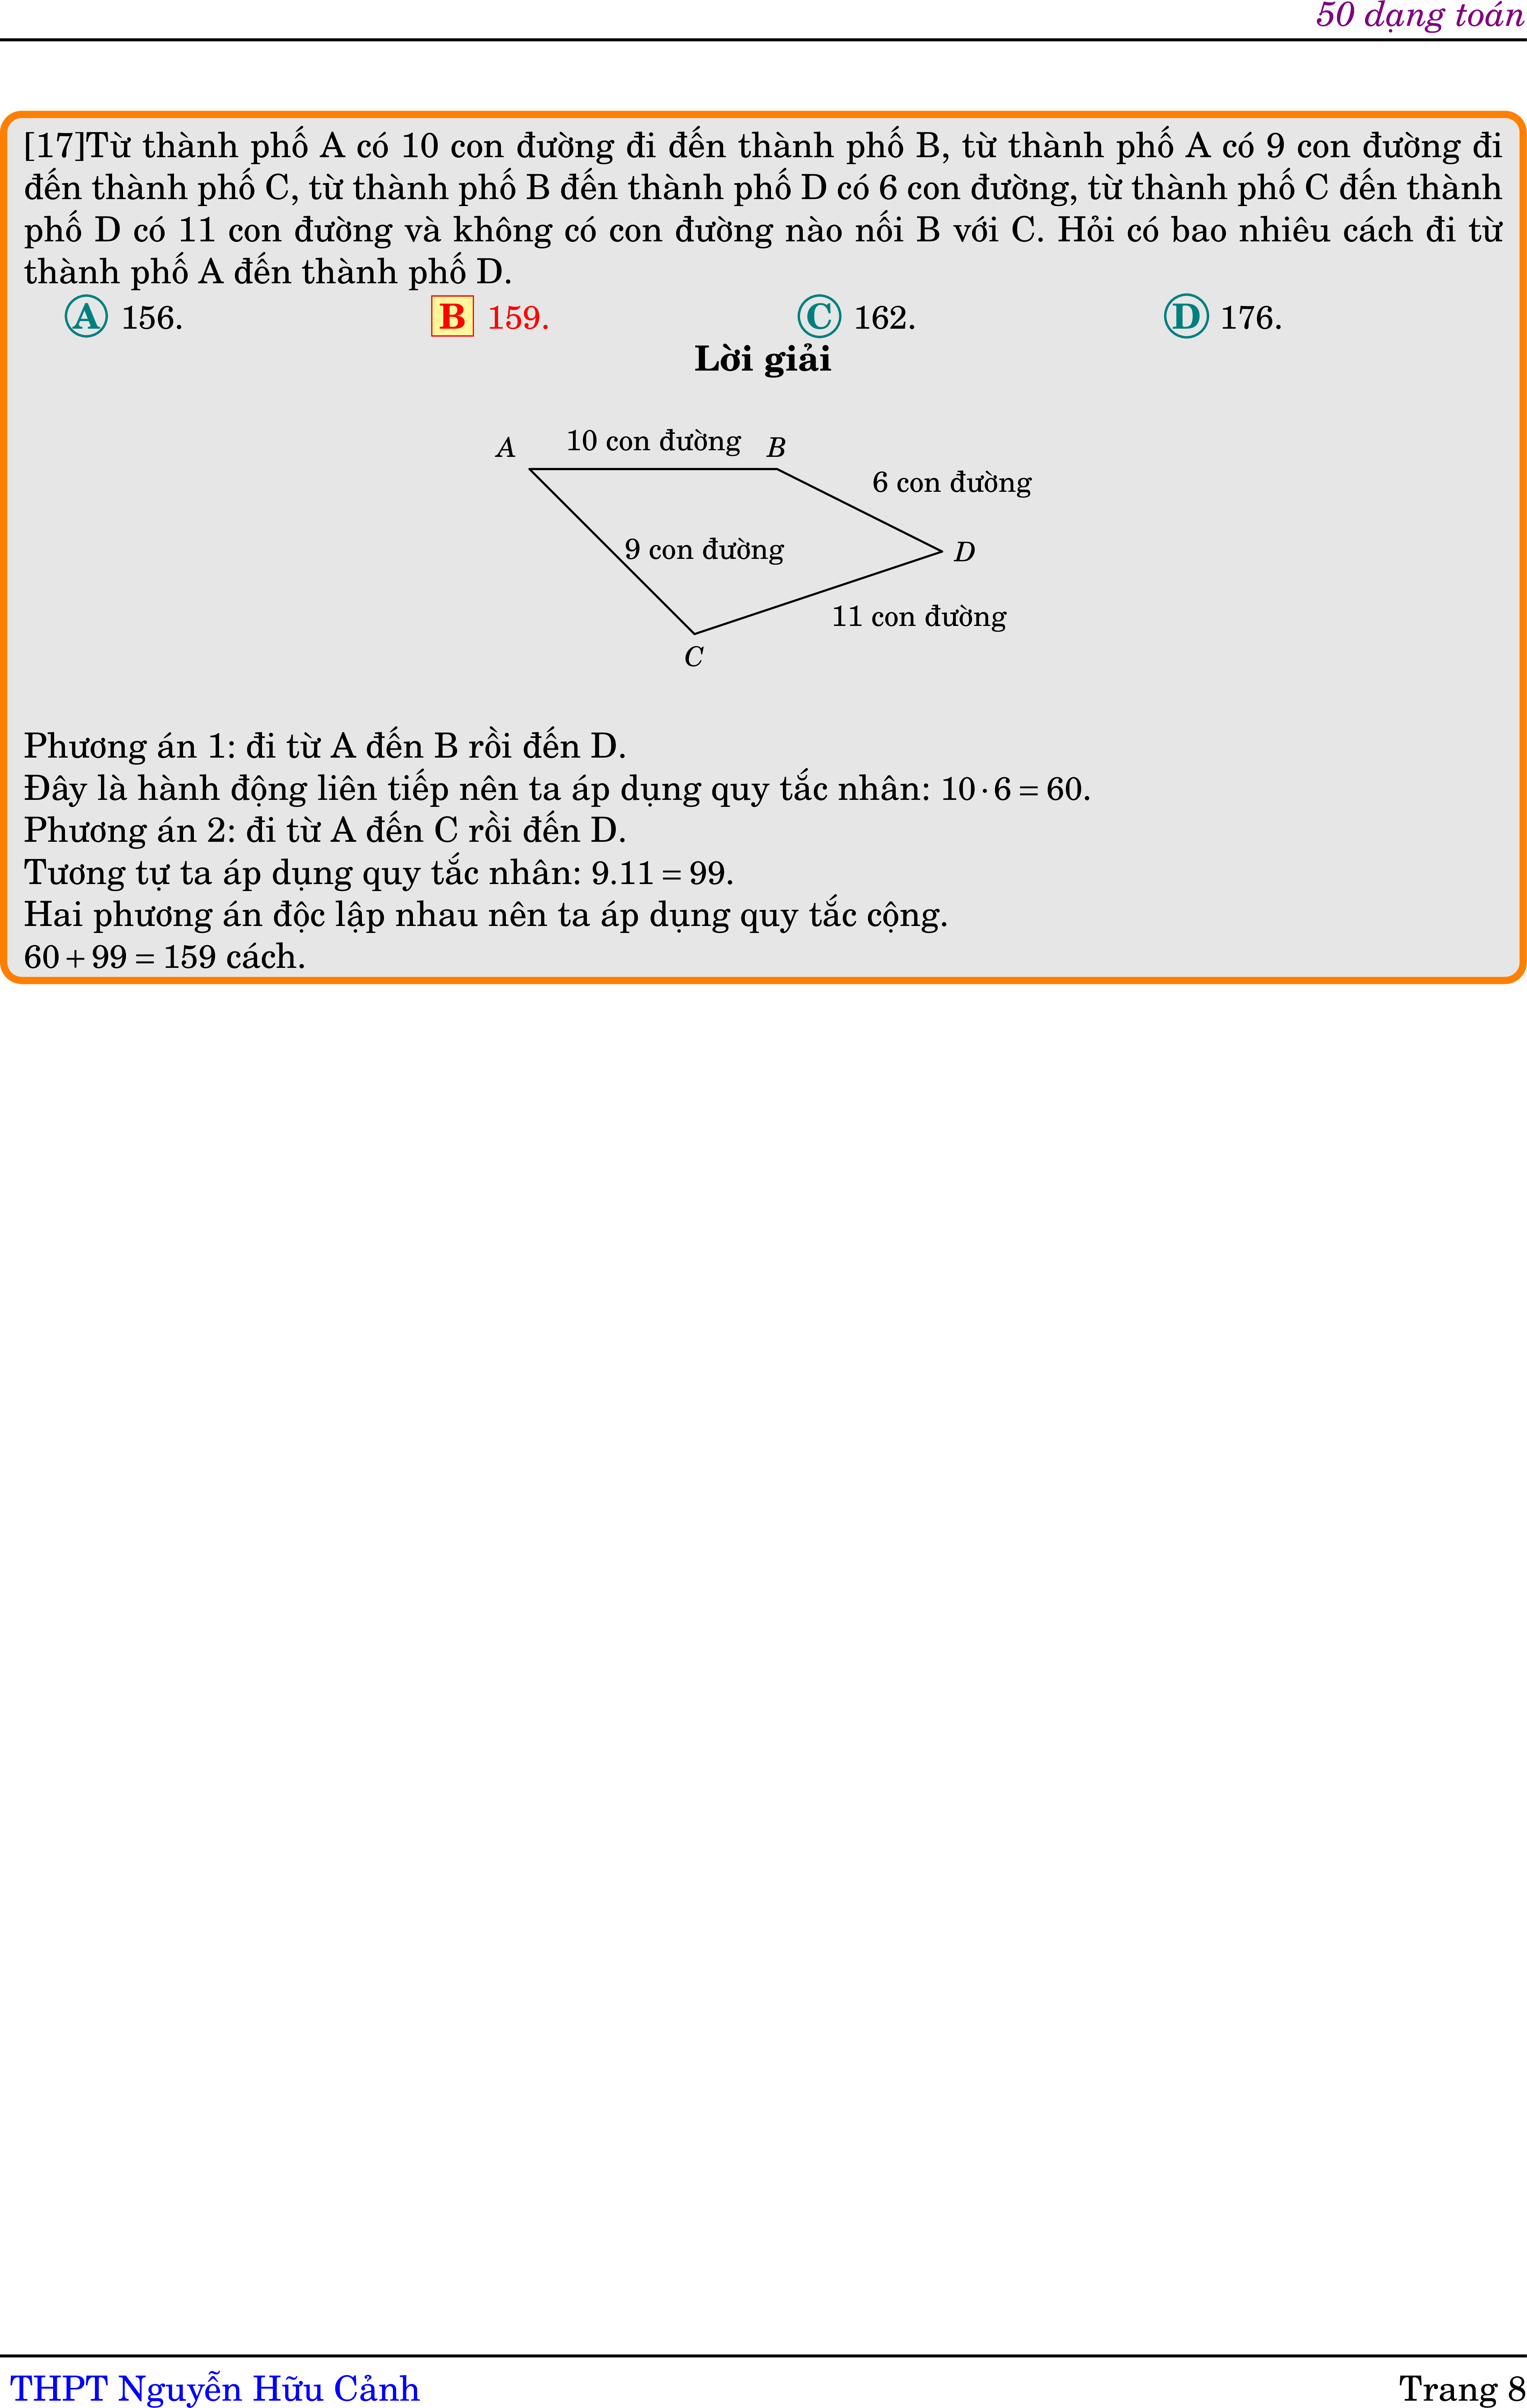 50 dạng toán
[17]Từ thành phố A có 10 con đường đi đến thành phố B, từ thành phố A có 9 con đường đi
đến thành phố C, từ thành phố B đến thành phố D có 6 con đường, từ thành phố C đến thành
phố D có 11 con đường và không có con đường nào nối B với C. Hỏi có bao nhiêu cách đi từ
thành phố A đến thành phố D.
A 156. B 159. C 162. D 176.
Lời giải
A 10 con đường B
6 con đường
9 con đường D
11 con đường
C
Phương án 1: đi từ A đến B rồi đến D.
Đây là hành động liên tiếp nên ta áp dụng quy tắc nhân: 10·6 = 60.
Phương án 2: đi từ A đến C rồi đến D.
Tương tự ta áp dụng quy tắc nhân: 9.11 = 99.
Hai phương án độc lập nhau nên ta áp dụng quy tắc cộng.
60+99 = 159 cách.
THPT Nguyễn Hữu Cảnh Trang 8